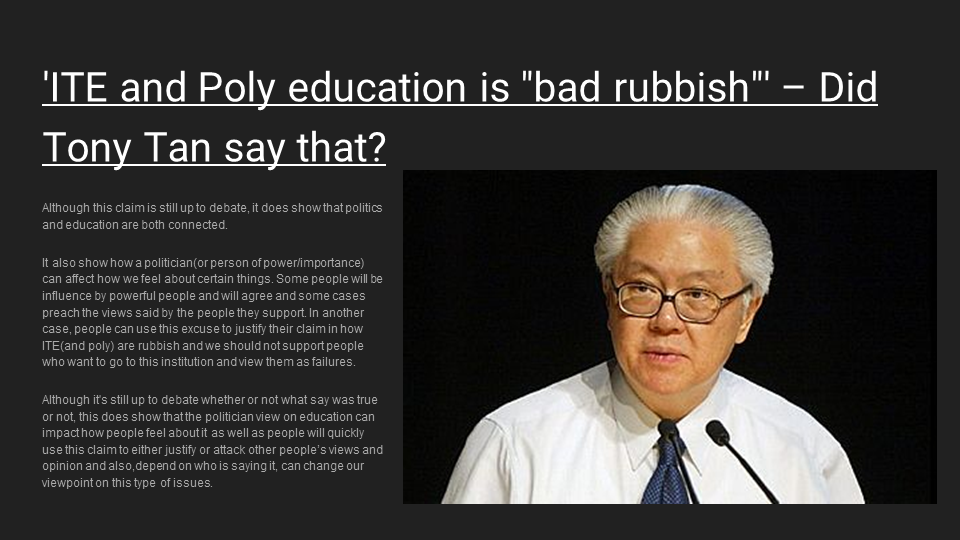 'ITE and Poly education is "bad rubbish"' – Did
Tony Tan say that?
Although this claim is still up to debate, it does show that politics
and education are both connected.
It also show how a politician(or person of power/importance)
can affect how we feel about certain things. Some people will be
influence by powerful people and will agree and some cases
preach the views said by the people they support. In another
case, people can use this excuse to justify their claim in how
ITE(and poly) are rubbish and we should not support people
who want to go to this institution and view them as failures.
Although it's still up to debate whether or not what say was true
or not, this does show that the politician view on education can
impact how people feel about it as well as people will quickly
use this claim to either justify or attack other people's views and
opinion and also,depend on who is saying it, can change our
viewpoint on this type of issues.